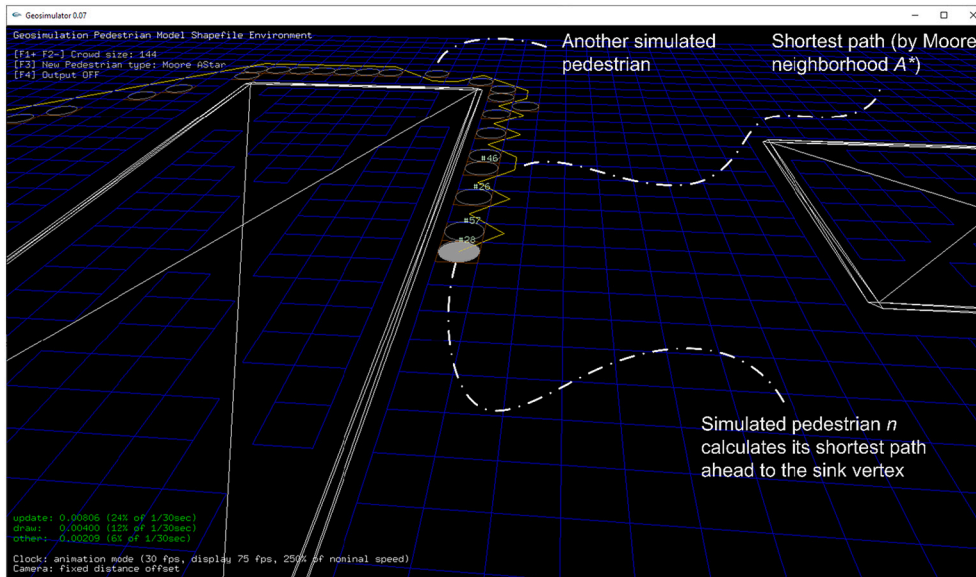 Geosimulator 0.07
Geosimulation Pedestrian Model Shapefile Environment
[F1+ F2-] Crowd size: 144
[F3] New Pedestrian type: Moore AStar
[F4] Output OFF
Another simulated
pedestrian
Shortest path (by Moore
neighborhood A*)
#46
#26
#57
#28
Simulated pedestrian n
calculates its shortest path
ahead to the sink vertex
update: 0.00806 (24% of 1/30sec)
draw: 0.00400 (12% of 1/30sec)
other: 0.00209 (6% of 1/30sec)
Clock: animation mode (30 fps, display 75 fps, 250% of nominal speed)
Camera: fixed distance offset